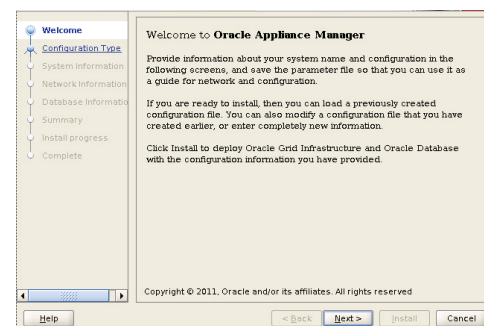 Welcome
Configuration Type
System Information
Network Information
Database Informatio
Summary
Install progress
Complete
Welcome to Oracle Appliance Manager
Provide information about your system name and configuration in the
following screens, and save the parameter file so that you can use it as
a guide for network and configuration.
If you are ready to install, then you can load a previously created
configuration file. You can also modify a configuration file that you have
created earlier, or enter completely new information.
Click Install to deploy Oracle Grid Infrastructure and Oracle Database
with the configuration information you have provided.
Copyright © 2011, Oracle and/or its affiliates. All rights reserved
Help
< Back
Next >
Install
Cancel